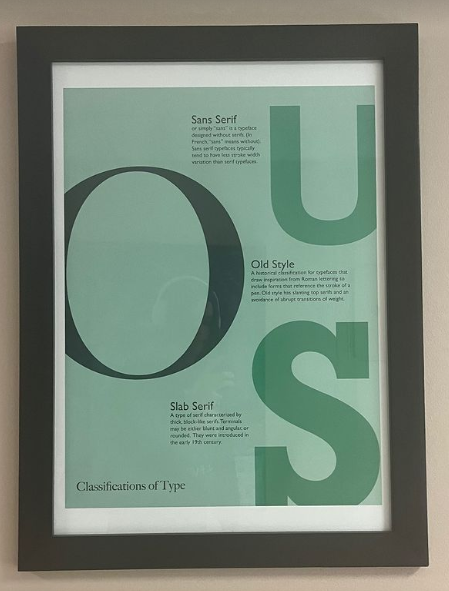 U
Sans Serif
or simply "sans" is a typeface
designed without serifs. (in
French, "sans" means without).
Sans serif typefaces typically
tend to have less stroke width
variation than serif typefaces.
O
Old Style
A historical classification for typefaces that
draw inspiration from Roman lettering to
include forms that reference the stroke of a
pen. Old style has slanting top serifs and an
avoidance of abrupt transitions of weight.
S
Slab Serif
A type of serif characterized by
thick, block-like serifs. Terminals
may be either blunt and angular, or
rounded. They were introduced in
the early 19th century.
Classifications of Type